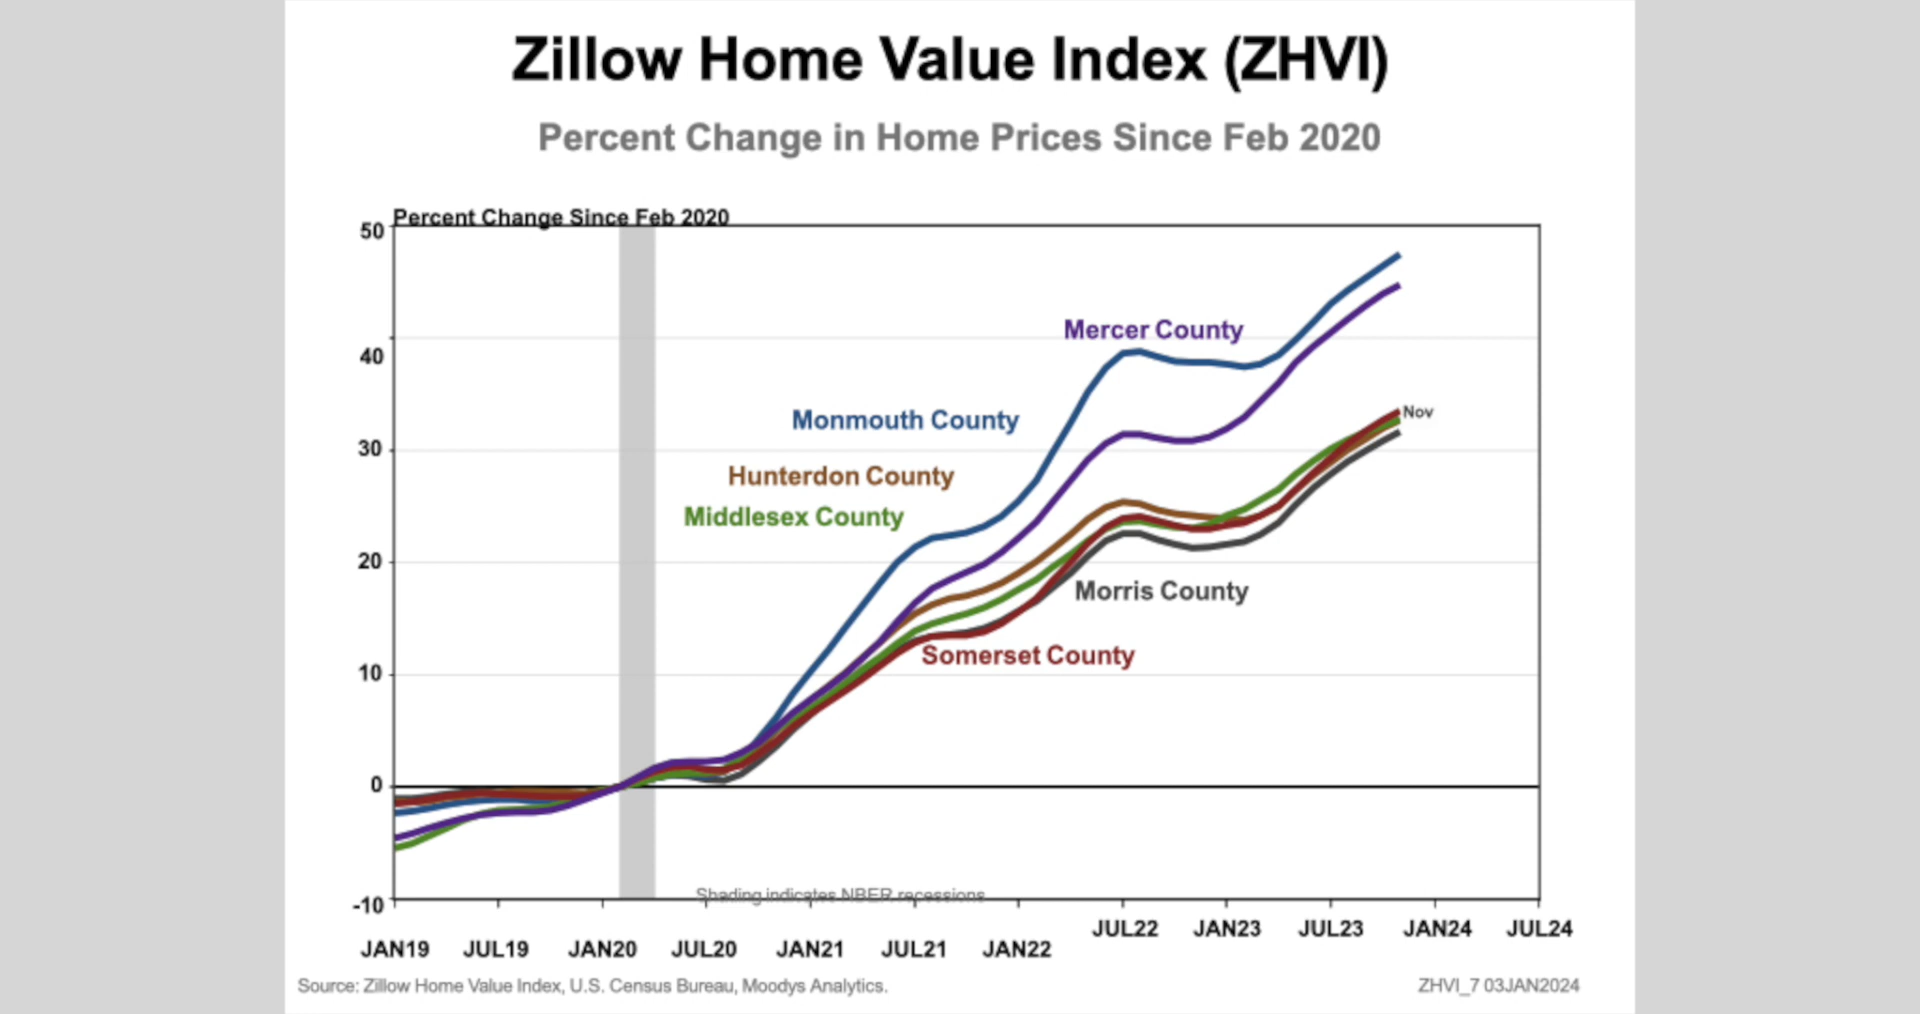 Zillow Home Value Index (ZHVI)
Percent Change in Home Prices Since Feb 2020
Percent Change Since Feb 2020
50
40
30
20
10
0
-10
Mercer County
Monmouth County
Nov
Hunterdon County
Middlesex County
Morris County
Somerset County
Shading indicates NBER recessions
JAN19 JUL19 JAN20 JUL20 JAN21 JUL21 JAN22 JUL22 JAN23 JUL23 JAN24 JUL24
Source: Zillow Home Value Index, U.S. Census Bureau, Moodys Analytics.
ZHVI_7 03JAN2024